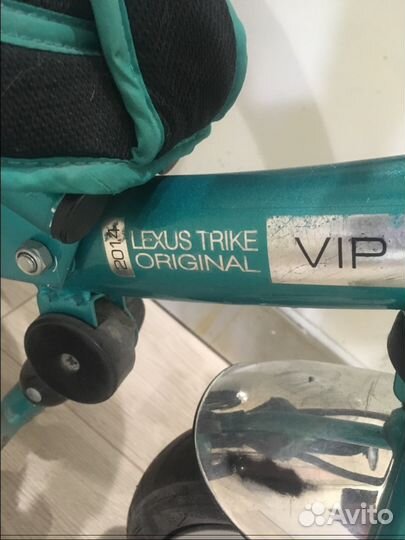 2014
LEXUS TRIKE
ORIGINAL
VIP
Avito